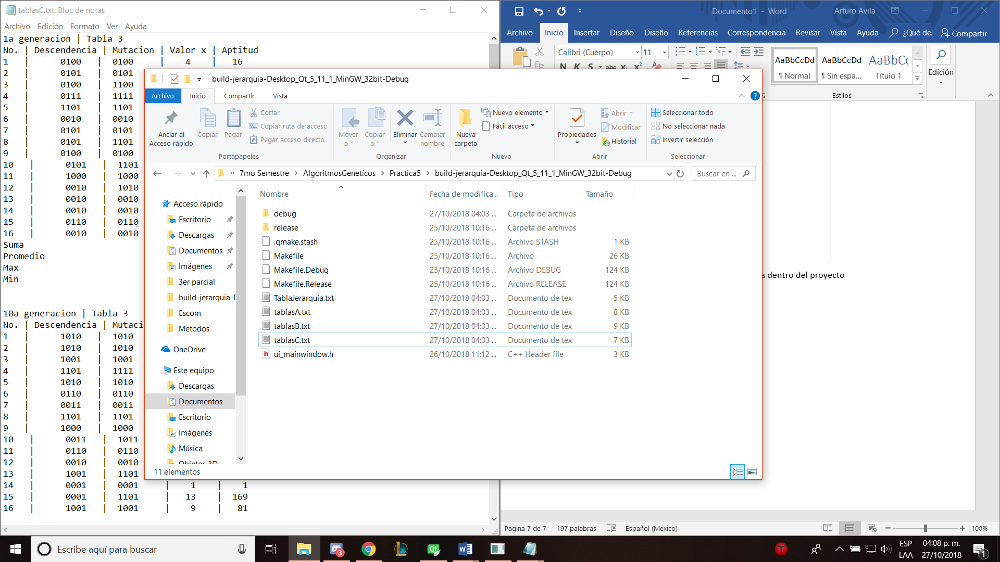 tablasC.txt: Bloc de notas
Archivo Edición Formato Ver Ayuda
1a generacion | Tabla 3
No. | Descendencia | Mutacion | Valor x | Aptitud
1 | 0100 | 0100 | 4 | 16
2 | 0101 | 0101
3 | 0100 | 1100
4 | 0111 | 1111
5 | 1101 | 1101
6 | 0010 | 0010
7 | 0101 | 0101
8 | 0101 | 1101
9 | 0100 | 0100
10 | 0101 | 1101
11 | 1000 | 1000
12 | 0010 | 1010
13 | 0010 | 0010
14 | 0010 | 0010
15 | 0110 | 0110
16 | 0010 | 0010
Suma
Promedio
Max
Min
10a generacion | Tabla 3
No. | Descendencia | Mutaci
1 | 1010 | 1010
2 | 1010 | 1010
3 | 1001 | 1001
4 | 1101 | 1111
5 | 1010 | 1010
6 | 0110 | 0110
7 | 0011 | 0011
8 | 1101 | 1101
9 | 1000 | 1000
10 | 0011 | 1011
11 | 0110 | 0110
12 | 0010 | 0010
13 | 1001 | 1101
14 | 0001 | 0001 | 1 | 1
15 | 0001 | 1101 | 13 | 169
16 | 1001 | 1001 | 9 | 81
Documento1 - Word
Arturo Avila
Archivo Inicio Insertar Diseño Diseño Referencias Correspondencia Revisar Vista Ayuda ¿Qué de: Compartir
Calibri (Cuerpo) 11
N K S abc x x²
AaBbCcDd AaBbCcDd AaBbCc
¶ Normal ¶ Sin espa... Título 1
Estilos
Edición
a dentro del proyecto
Página 7 de 7 197 palabras Español (México) 100%
build-jerarquia-Desktop_Qt_5_11_1_MinGW_32bit-Debug
Archivo Inicio Compartir Vista
Anclar al Acceso rápido
Copiar
Pegar
Cortar
Copiar ruta de acceso
Pegar acceso directo
Portapapeles
Mover a
Copiar a
Eliminar
Cambiar nombre
Organizar
Nueva carpeta
Nuevo elemento
Fácil acceso
Nuevo
Propiedades
Abrir
Modificar
Historial
Abrir
Seleccionar todo
No seleccionar nada
Invertir selección
Seleccionar
« 7mo Semestre > AlgoritmosGeneticos > Practica5 > build-jerarquia-Desktop_Qt_5_11_1_MinGW_32bit-Debug
Buscar en ...
Acceso rápido
Escritorio
Descargas
Documentos
Imágenes
3er parcial
build-jerarquia-D
Escom
Metodos
OneDrive
Este equipo
Descargas
Documentos
Escritorio
Imágenes
Música
Objetos 3D
Nombre Fecha de modifica... Tipo Tamaño
debug 27/10/2018 04:03 ... Carpeta de archivos
release 25/10/2018 10:16 ... Carpeta de archivos
.qmake.stash 25/10/2018 10:16 ... Archivo STASH 1 KB
Makefile 25/10/2018 10:16 ... Archivo 26 KB
Makefile.Debug 25/10/2018 10:16 ... Archivo DEBUG 124 KB
Makefile.Release 25/10/2018 10:16 ... Archivo RELEASE 124 KB
TablaJerarquia.txt 27/10/2018 04:03 ... Documento de tex 5 KB
tablasA.txt 27/10/2018 04:03 ... Documento de tex 8 KB
tablasB.txt 27/10/2018 04:03 ... Documento de tex 9 KB
tablasC.txt 27/10/2018 04:03 ... Documento de tex 7 KB
ui_mainwindow.h 26/10/2018 11:12 ... C++ Header file 3 KB
11 elementos
Escribe aquí para buscar
3
Qt
ESP
LAA
04:08 p. m.
27/10/2018
1